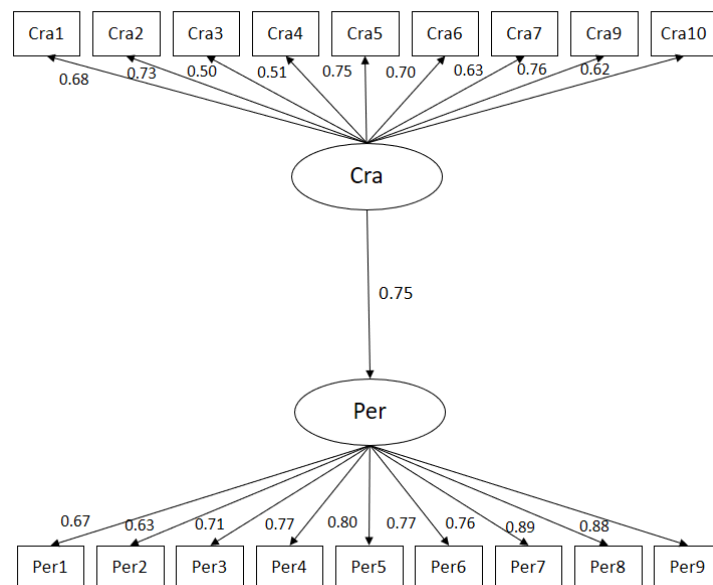 Cra1 Cra2 Cra3 Cra4 Cra5 Cra6 Cra7 Cra9 Cra10
0.68 0.73 0.50 0.51 0.75 0.70 0.63 0.76 0.62
Cra
0.75
Per
0.67 0.63 0.71 0.77 0.80 0.77 0.76 0.89 0.88
Per1 Per2 Per3 Per4 Per5 Per6 Per7 Per8 Per9